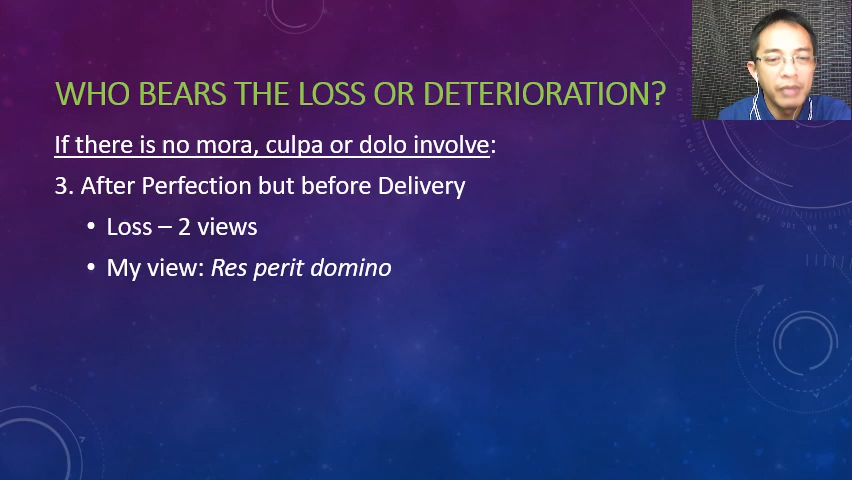 WHO BEARS THE LOSS OR DETERIORATION?
If there is no mora, culpa or dolo involve:
3. After Perfection but before Delivery
• Loss – 2 views
• My view: Res perit domino